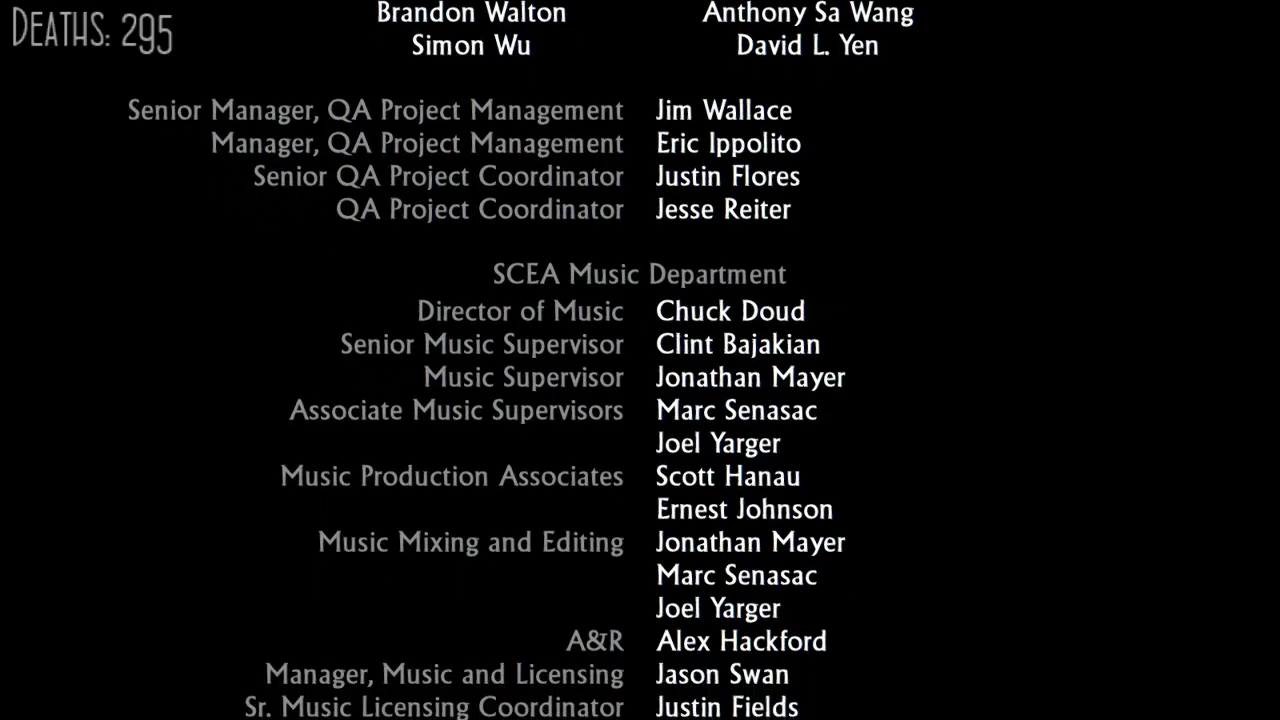 DEATHS: 295
Brandon Walton Anthony Sa Wang
Simon Wu David L. Yen
Senior Manager, QA Project Management Jim Wallace
Manager, QA Project Management Eric Ippolito
Senior QA Project Coordinator Justin Flores
QA Project Coordinator Jesse Reiter
SCEA Music Department
Director of Music Chuck Doud
Senior Music Supervisor Clint Bajakian
Music Supervisor Jonathan Mayer
Associate Music Supervisors Marc Senasac
Joel Yarger
Music Production Associates Scott Hanau
Ernest Johnson
Music Mixing and Editing Jonathan Mayer
Marc Senasac
Joel Yarger
A&R Alex Hackford
Manager, Music and Licensing Jason Swan
Sr. Music Licensing Coordinator Justin Fields